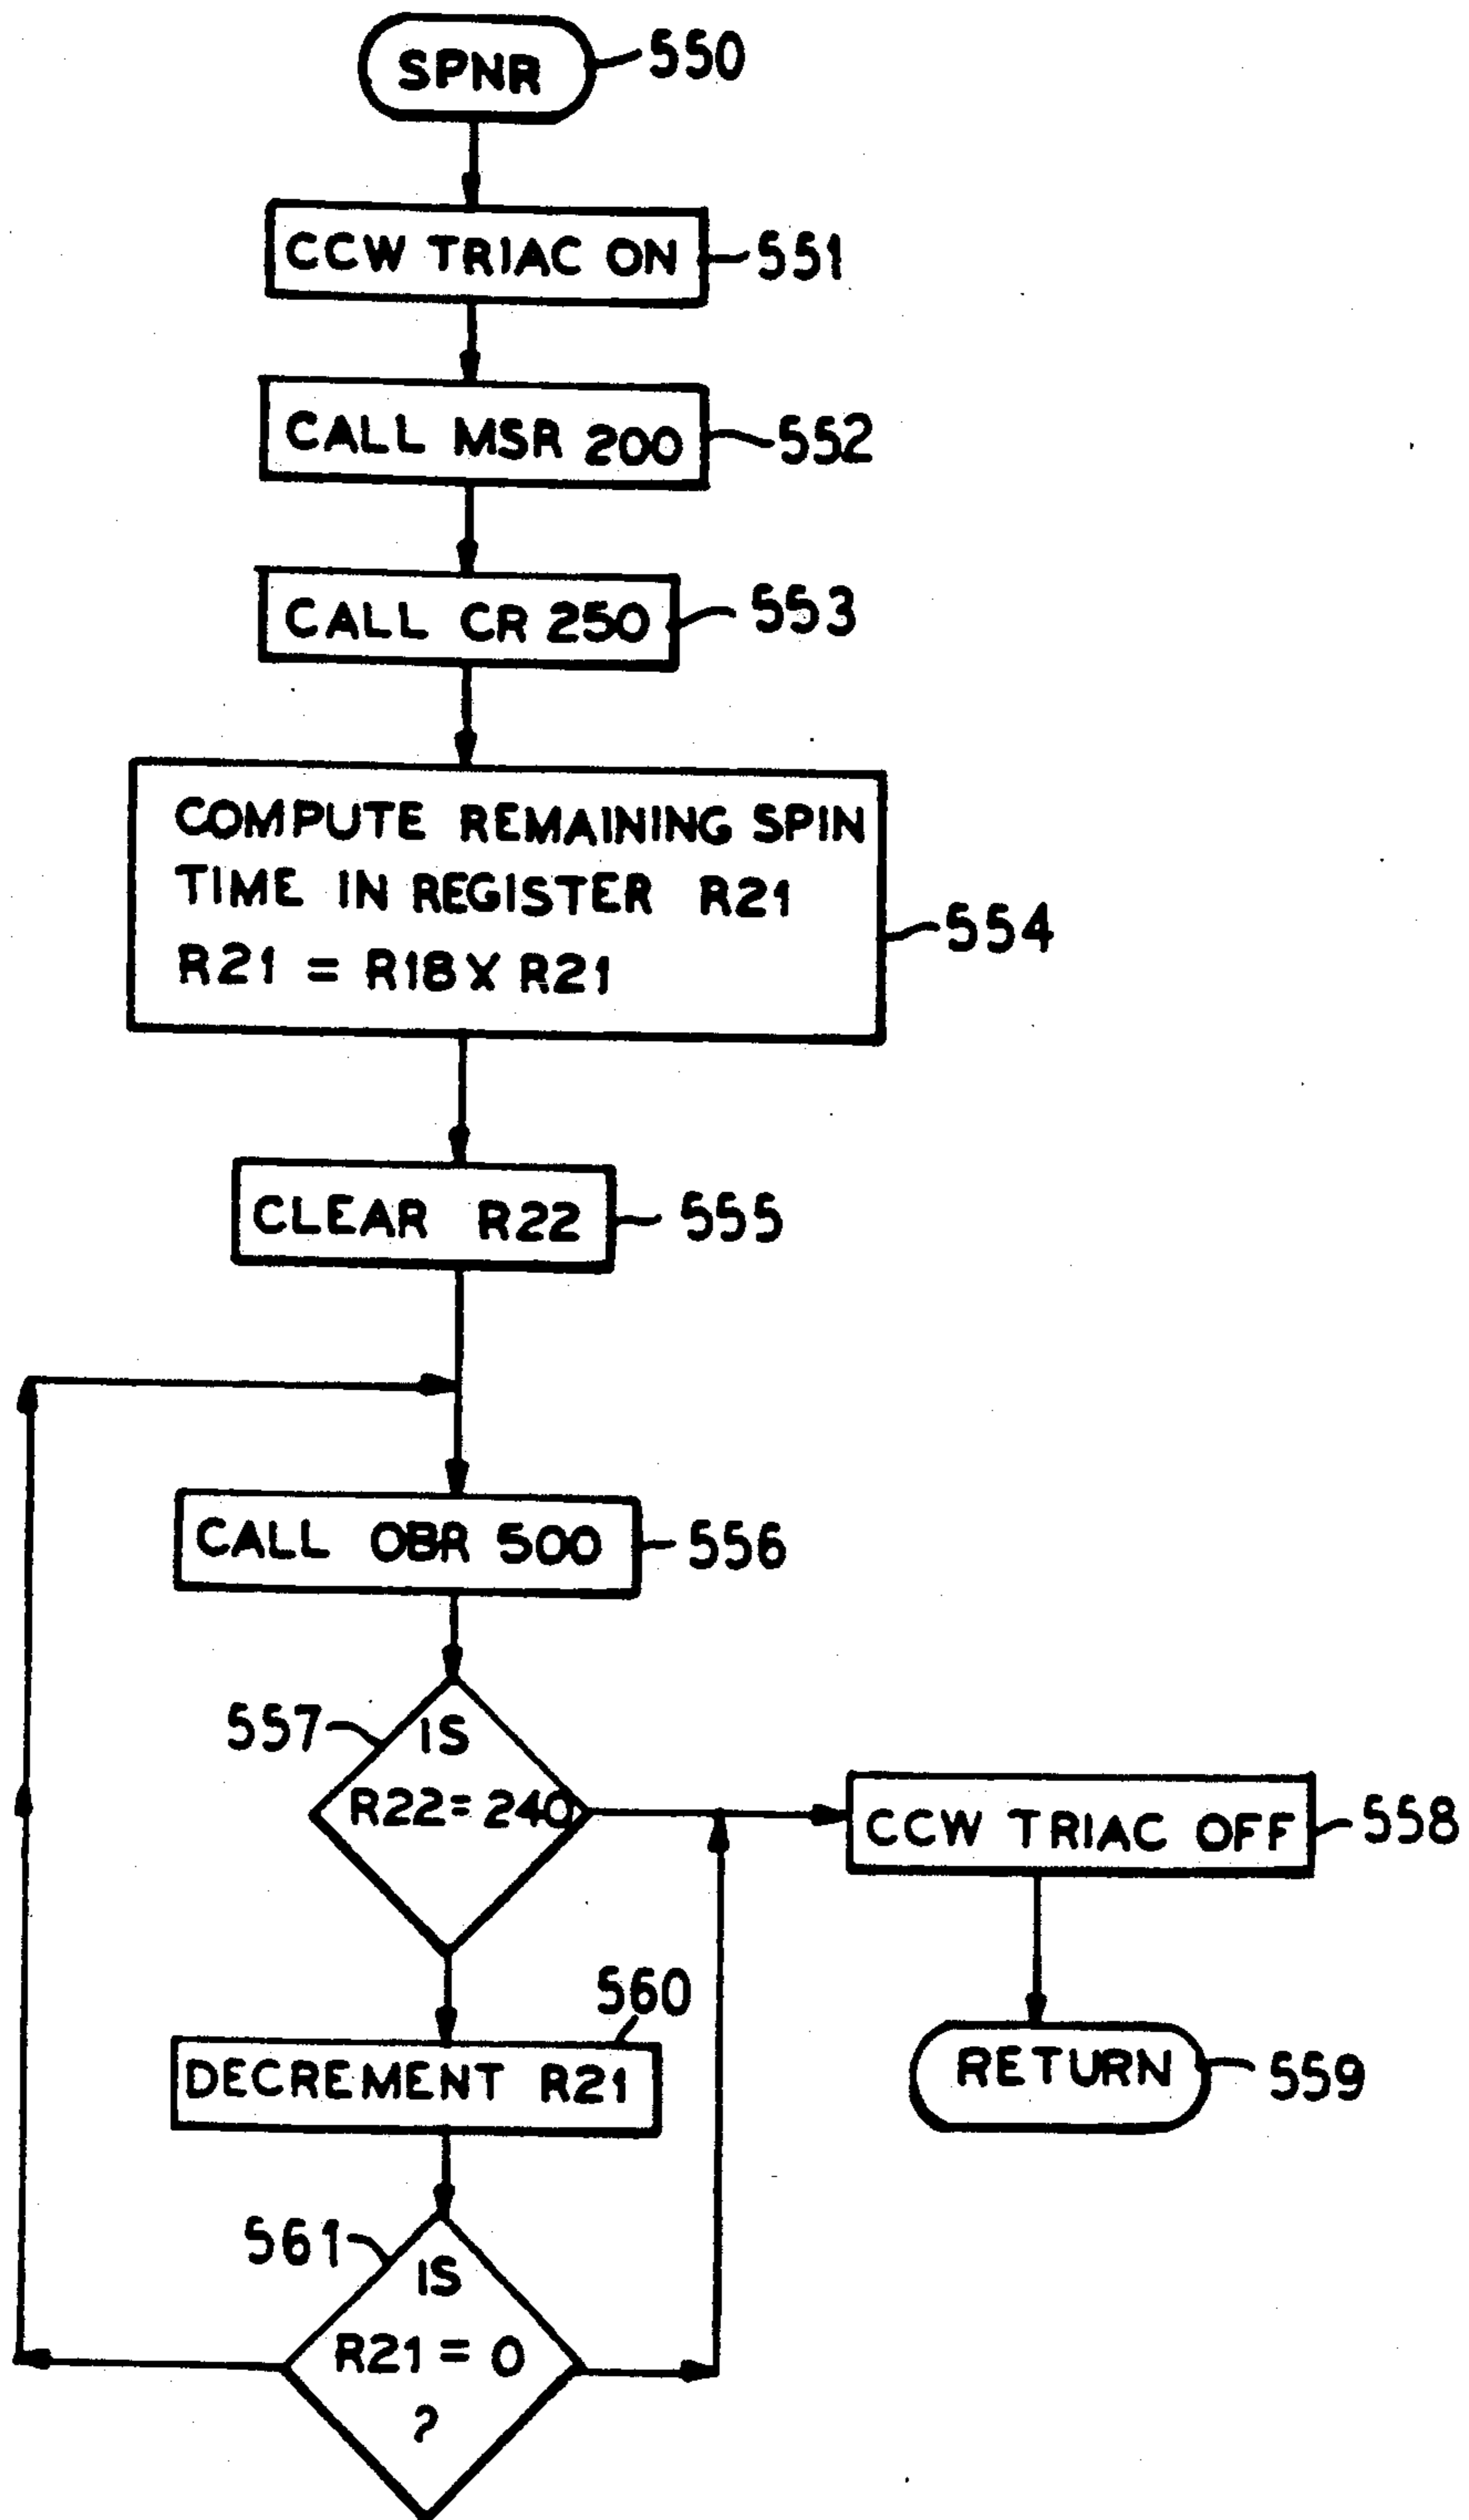 SPNR
550
CCW TRIAC ON
551
CALL MSR 200
552
CALL CR 250
553
COMPUTE REMAINING SPIN
TIME IN REGISTER R21
R21 = R18 X R21
554
CLEAR R22
555
CALL OBR 500
556
557
IS
R22 = 240
CCW TRIAC OFF
558
560
DECREMENT R21
RETURN
559
561
IS
R21 = 0
?